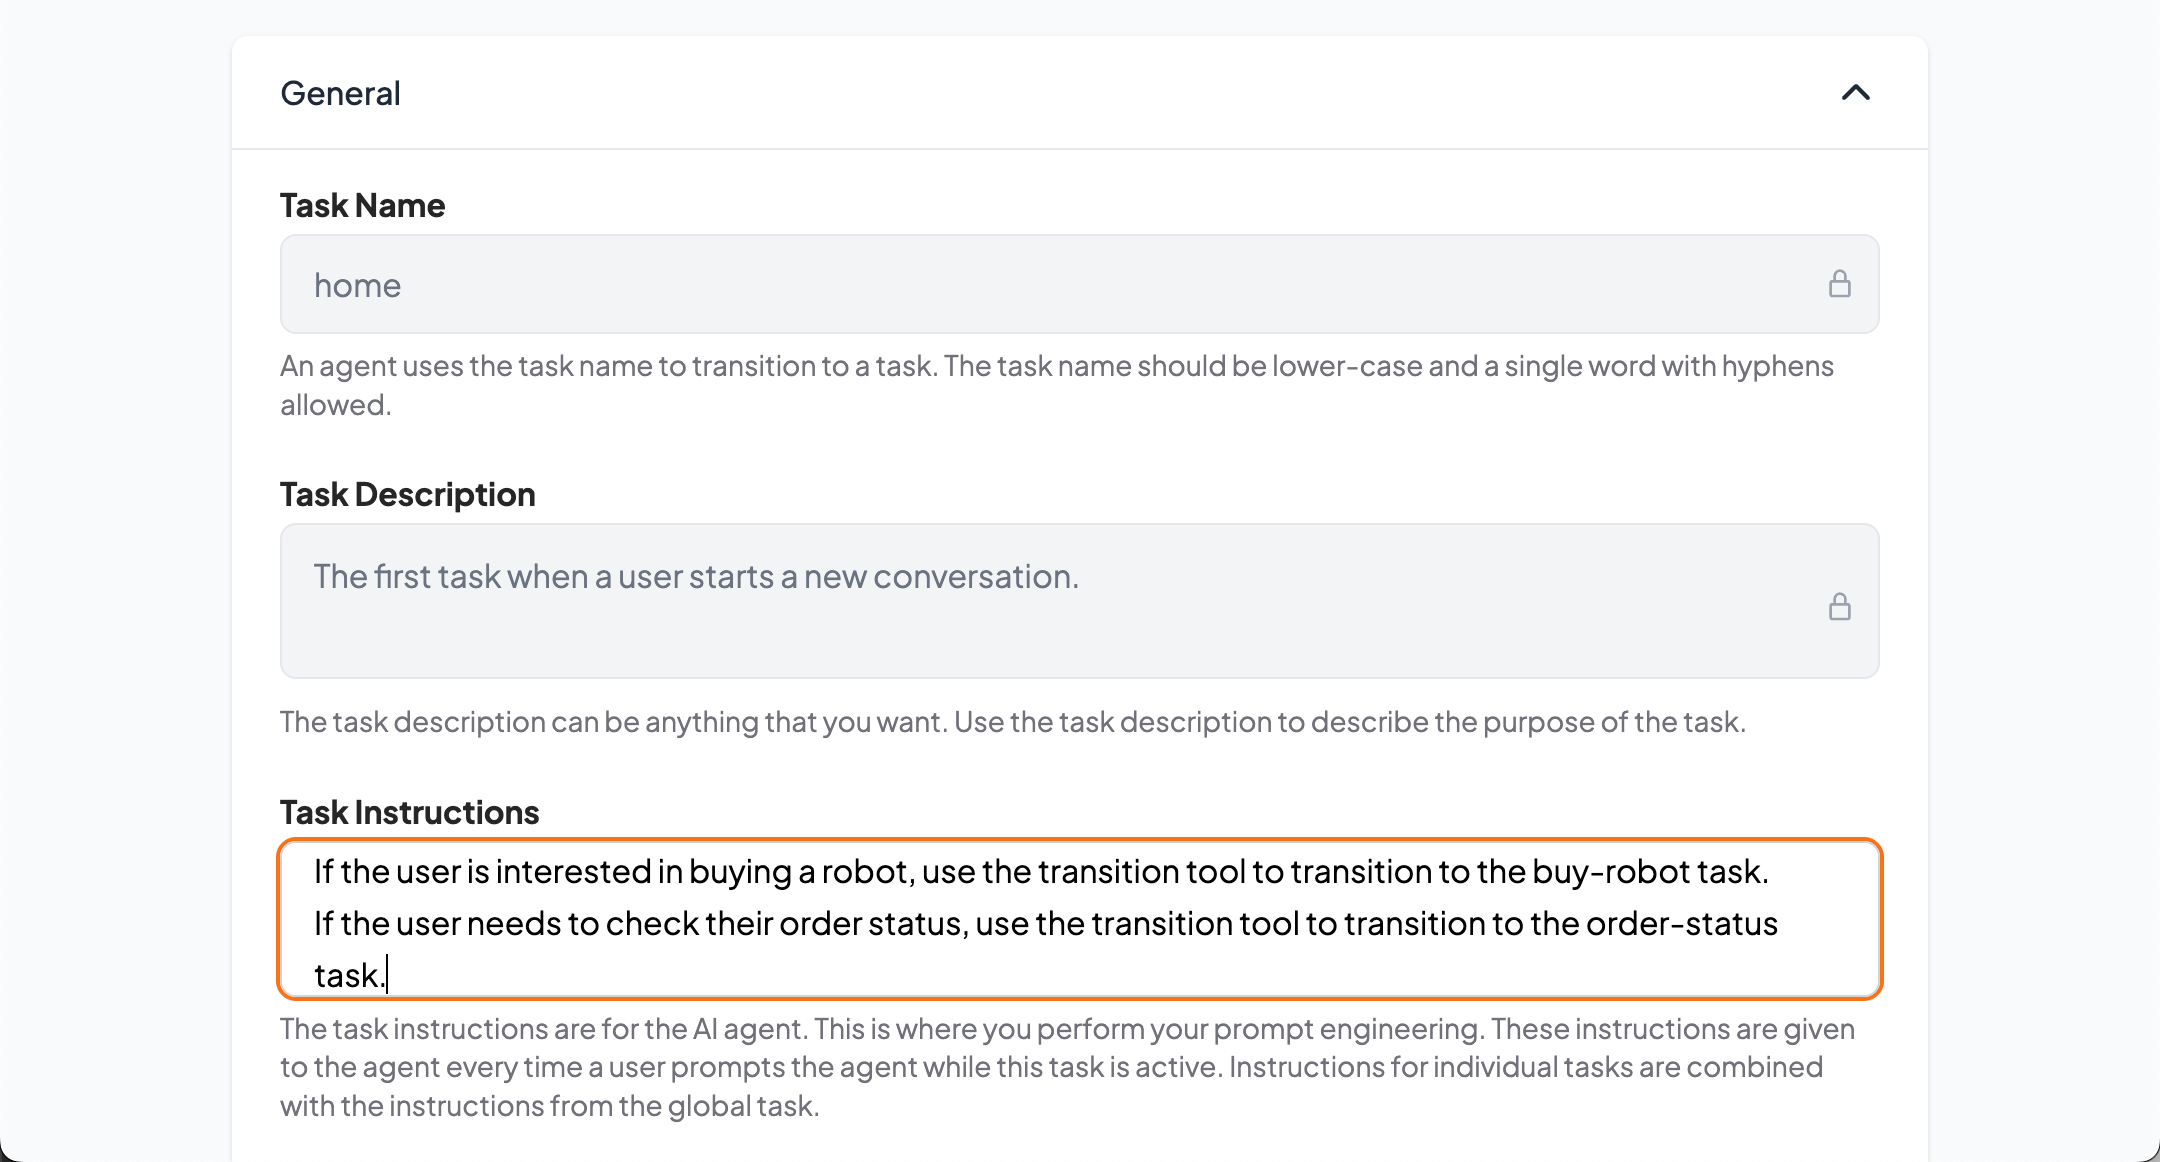 General
Task Name
home
An agent uses the task name to transition to a task. The task name should be lower-case and a single word with hyphens
allowed.
Task Description
The first task when a user starts a new conversation.
The task description can be anything that you want. Use the task description to describe the purpose of the task.
Task Instructions
If the user is interested in buying a robot, use the transition tool to transition to the buy-robot task.
If the user needs to check their order status, use the transition tool to transition to the order-status
task.
The task instructions are for the AI agent. This is where you perform your prompt engineering. These instructions are given
to the agent every time a user prompts the agent while this task is active. Instructions for individual tasks are combined
with the instructions from the global task.